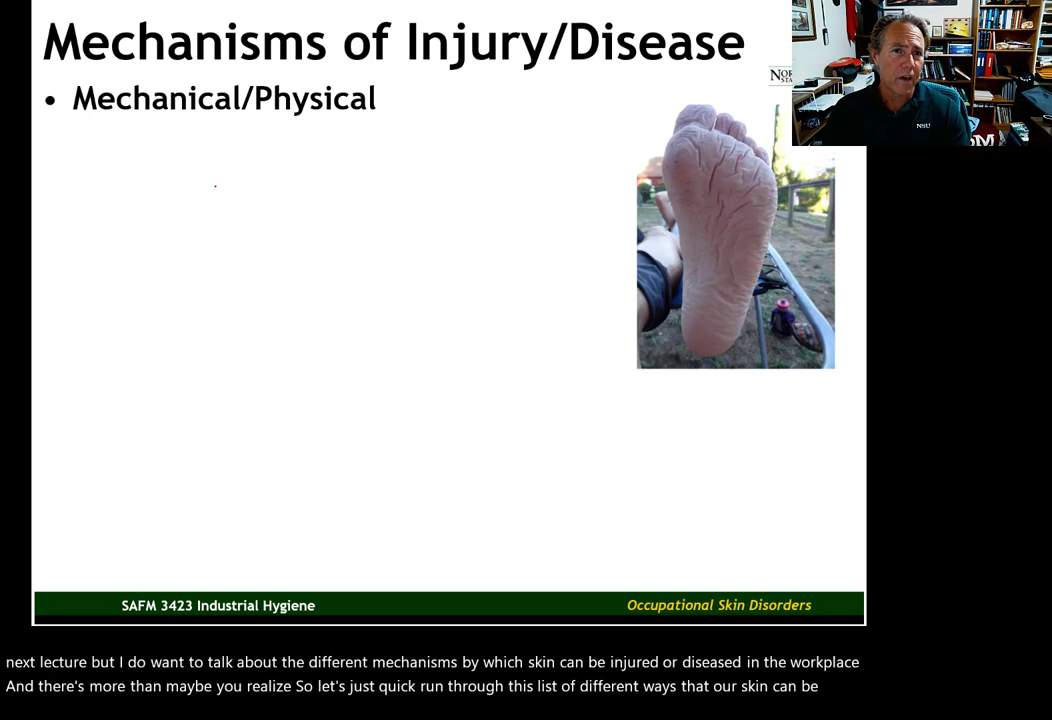 Mechanisms of Injury/Disease
• Mechanical/Physical
NSU
SAFM 3423 Industrial Hygiene
Occupational Skin Disorders
next lecture but I do want to talk about the different mechanisms by which skin can be injured or diseased in the workplace
And there's more than maybe you realize So let's just quick run through this list of different ways that our skin can be